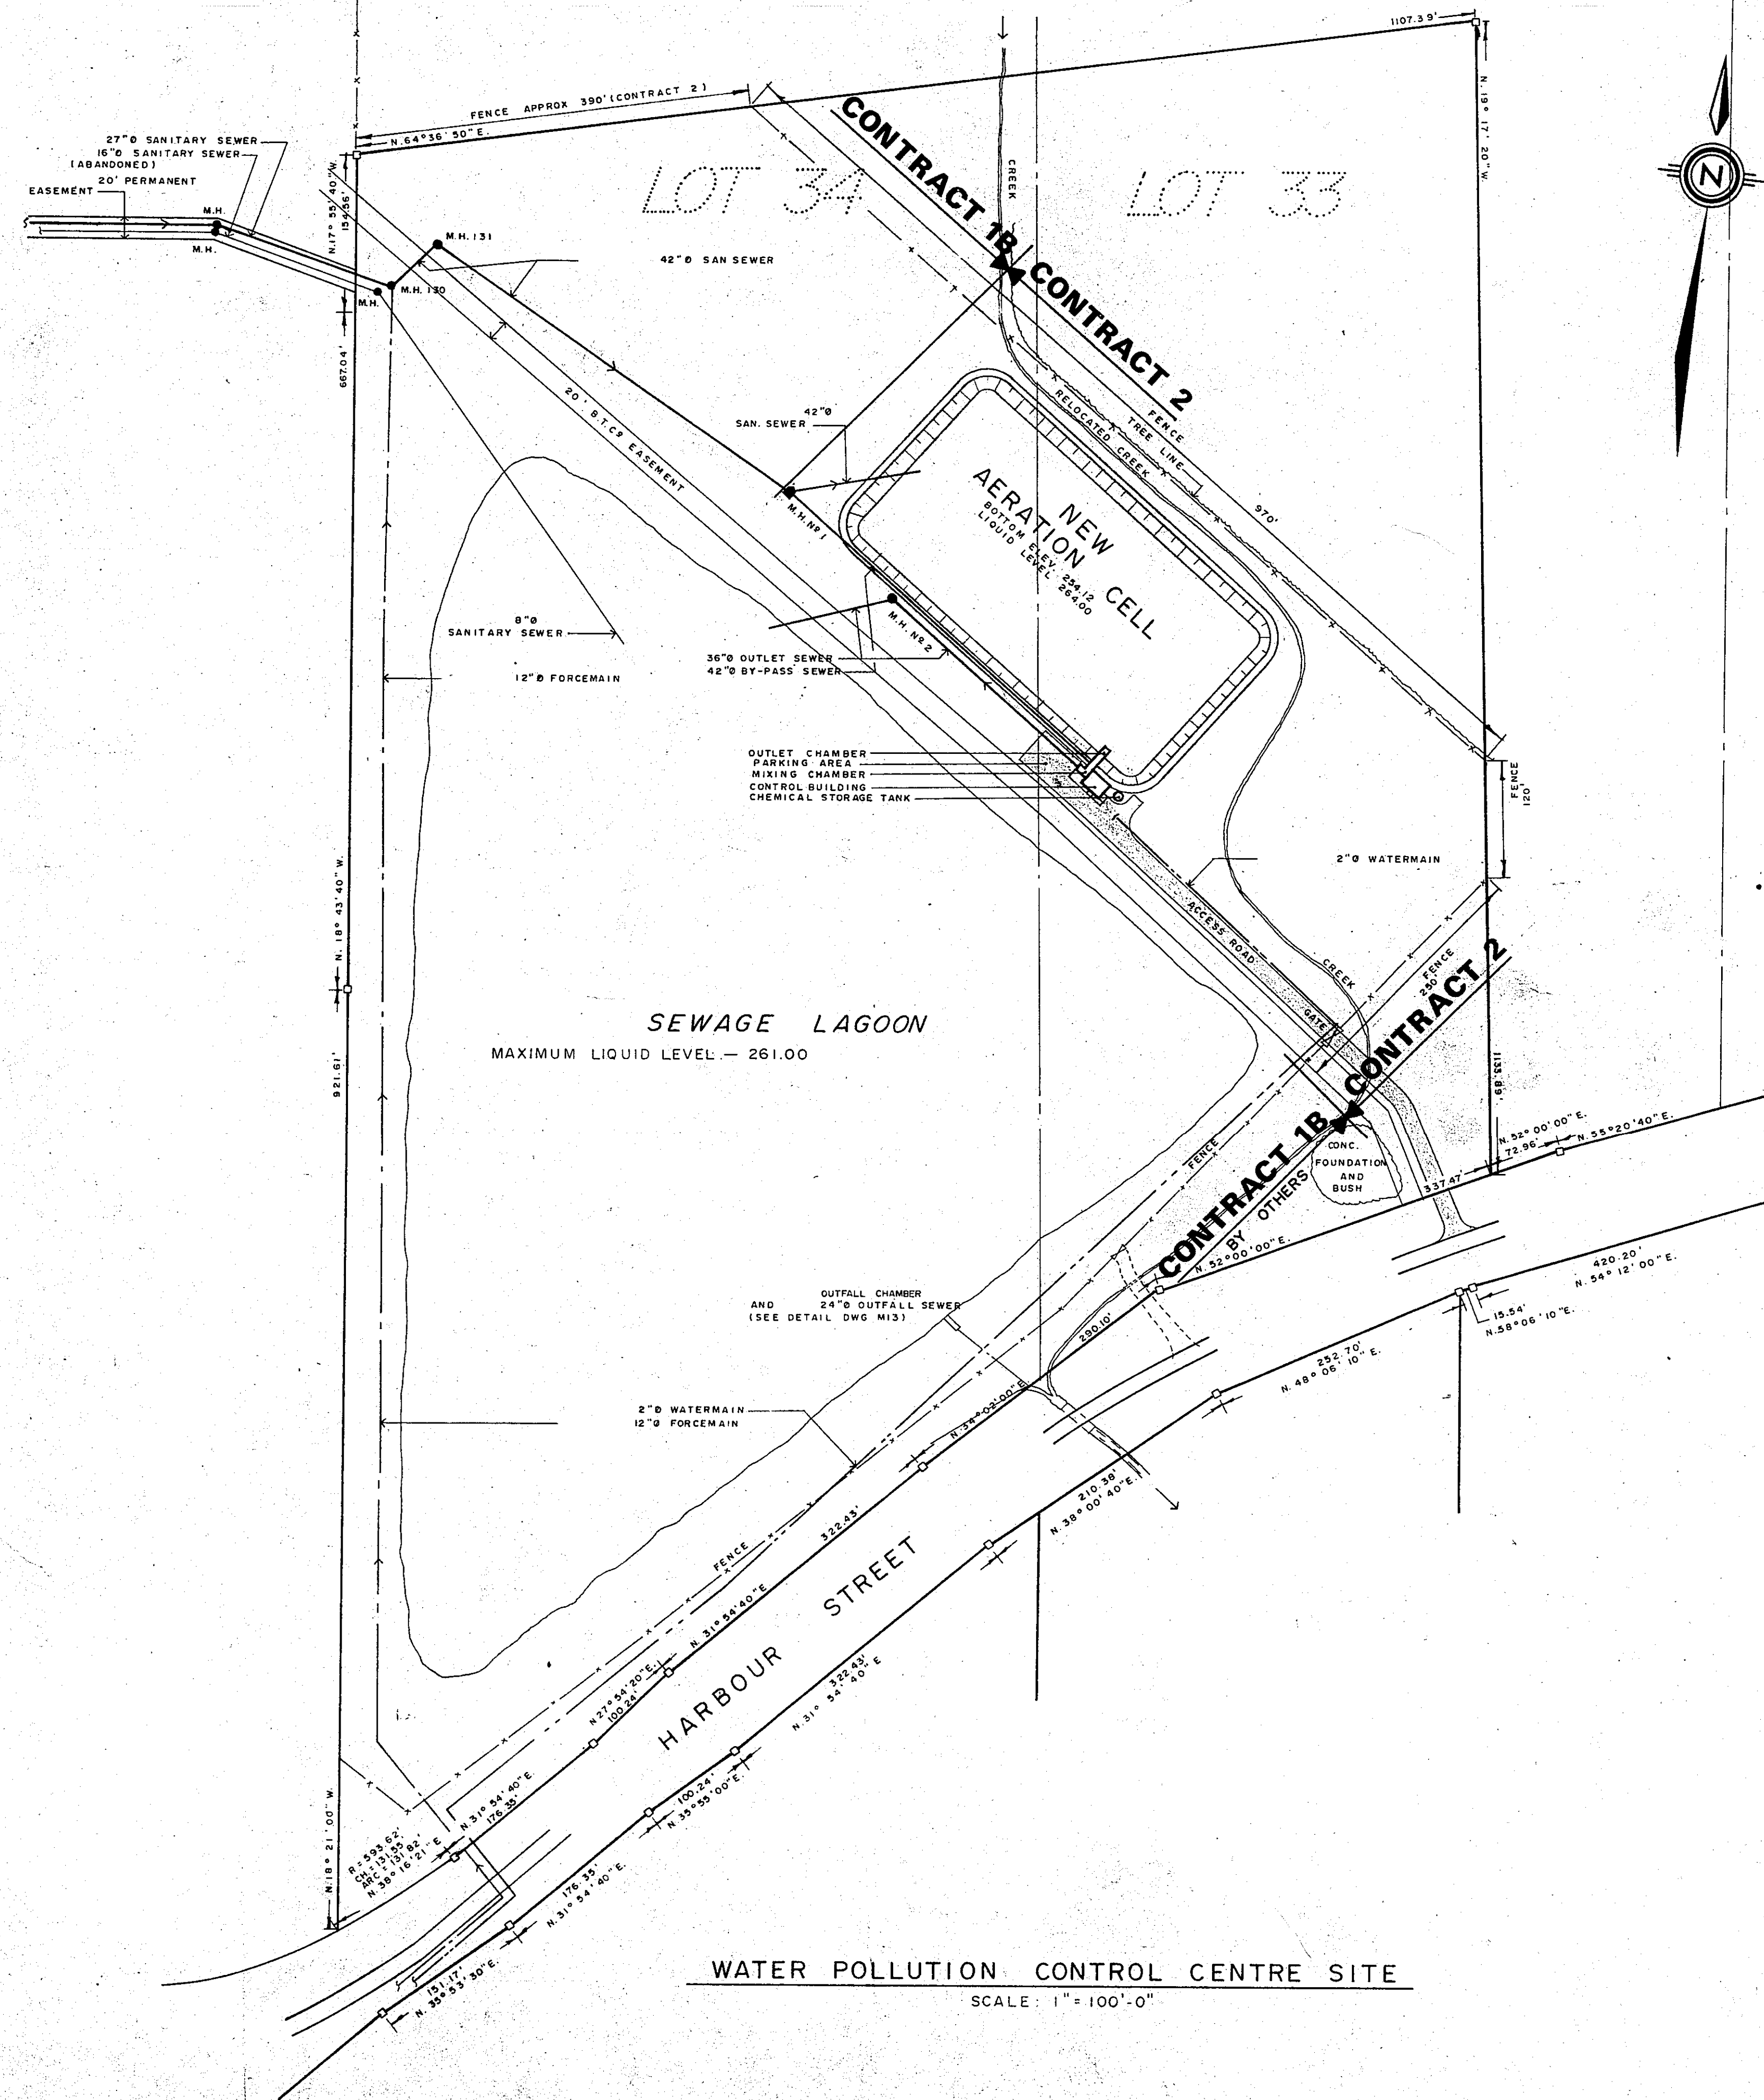 1107.39'
FENCE APPROX 390' (CONTRACT 2)
N.64°36'50"E.
N.19°17'20"W.
27"Ø SANITARY SEWER
16"Ø SANITARY SEWER
(ABANDONED)
20' PERMANENT
EASEMENT
M.H.
M.H.
N.17°55'40"W.
154.56'
M.H. 131
M.H. 130
M.H.
42"Ø SAN SEWER
LOT 34
LOT 33
CREEK
CONTRACT 1B
CONTRACT 2
N
667.04'
20' B.T.Co EASEMENT
42"Ø
SAN. SEWER
M.H. Nº 1
RELOCATED CREEK
TREE LINE
FENCE
970'
NEW
AERATION CELL
BOTTOM ELEV. 254.12
LIQUID LEVEL 264.00
M.H. Nº 2
8"Ø
SANITARY SEWER
12"Ø FORCEMAIN
36"Ø OUTLET SEWER
42"Ø BY-PASS SEWER
OUTLET CHAMBER
PARKING AREA
MIXING CHAMBER
CONTROL BUILDING
CHEMICAL STORAGE TANK
FENCE
120'
2"Ø WATERMAIN
ACCESS ROAD
CREEK
GATE
FENCE
250'
CONTRACT 2
CONTRACT 1B
BY OTHERS
N.18°43'40"W.
921.61'
SEWAGE LAGOON
MAXIMUM LIQUID LEVEL — 261.00
FENCE
CONC.
FOUNDATION
AND
BUSH
1133.89'
N.52°00'00"E.
72.96'
N.55°20'40"E.
337.47'
N.52°00'00"E.
420.20'
N.54°12'00"E.
15.54'
N.58°06'10"E.
252.70'
N.48°06'10"E.
OUTFALL CHAMBER
AND 24"Ø OUTFALL SEWER
(SEE DETAIL DWG M13)
290.10'
N.34°02'00"E
2"Ø WATERMAIN
12"Ø FORCEMAIN
210.38'
N.38°00'40"E.
322.43'
FENCE
N.31°54'40"E
HARBOUR STREET
322.43'
N.31°54'40"E
N27°54'20"E.
100.24'
100.24'
N.35°55'00"E.
N.31°54'40"E.
176.35'
176.35'
N.31°54'40"E.
N.18°21'00"W.
R = 593.62'
CH. = 131.55'
ARC = 131.82'
N.38°16'21"E
151.17'
N.35°53'30"E.
WATER POLLUTION CONTROL CENTRE SITE
SCALE: 1" = 100'-0"